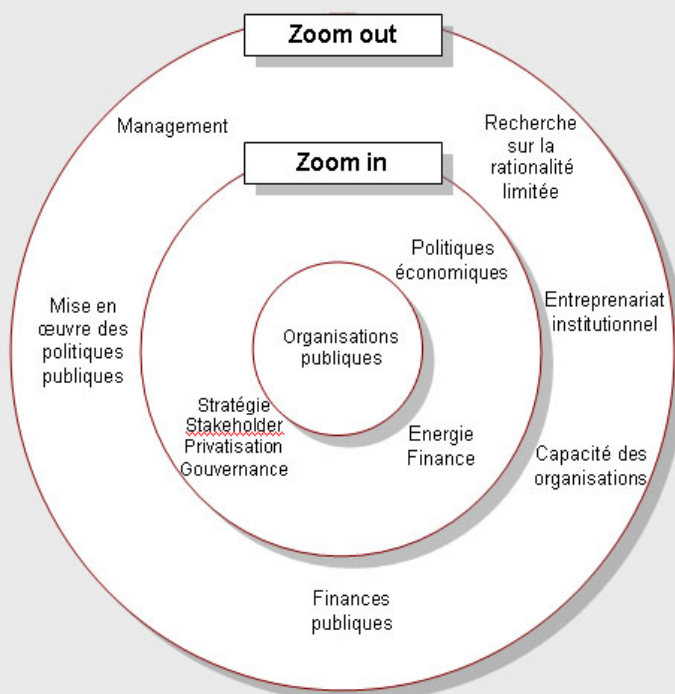 Zoom out
Management
Recherche
sur la
rationalité
limitée
Zoom in
Politiques
économiques
Mise en
œuvre des
politiques
publiques
Entreprenariat
institutionnel
Organisations
publiques
Stratégie
Stakeholder
Privatisation
Gouvernance
Energie
Finance
Capacité des
organisations
Finances
publiques